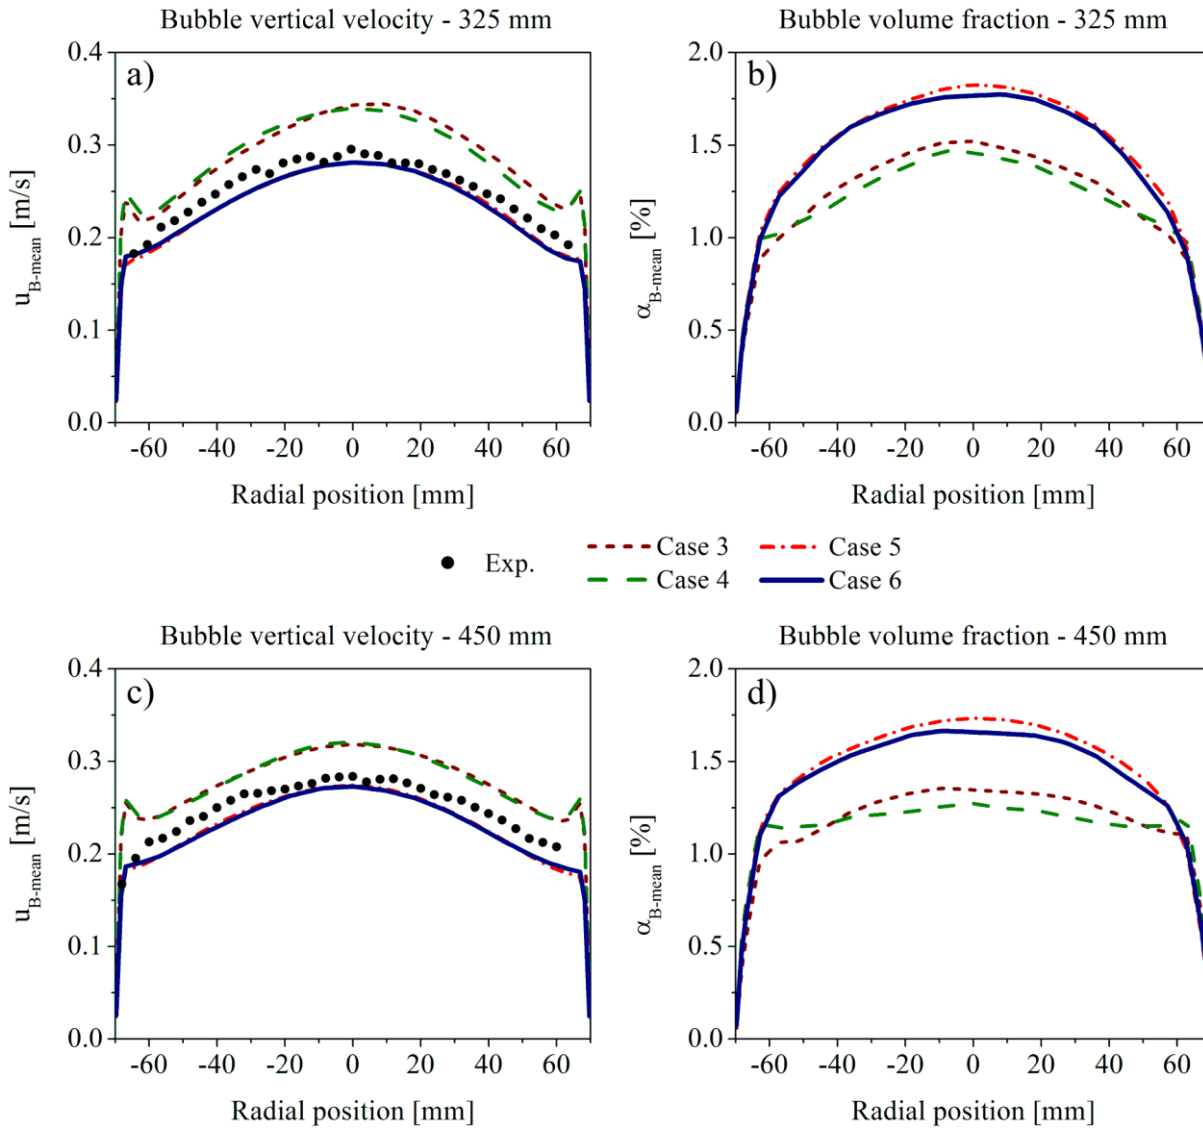 Bubble vertical velocity - 325 mm
Bubble volume fraction - 325 mm
a)
0.4
0.3
0.2
0.1
0.0
u_B-mean [m/s]
-60 -40 -20 0 20 40 60
Radial position [mm]
b)
2.0
1.5
1.0
0.5
0.0
α_B-mean [%]
-60 -40 -20 0 20 40 60
Radial position [mm]
Exp.
Case 3
Case 5
Case 4
Case 6
Bubble vertical velocity - 450 mm
Bubble volume fraction - 450 mm
c)
0.4
0.3
0.2
0.1
0.0
u_B-mean [m/s]
-60 -40 -20 0 20 40 60
Radial position [mm]
d)
2.0
1.5
1.0
0.5
0.0
α_B-mean [%]
-60 -40 -20 0 20 40 60
Radial position [mm]